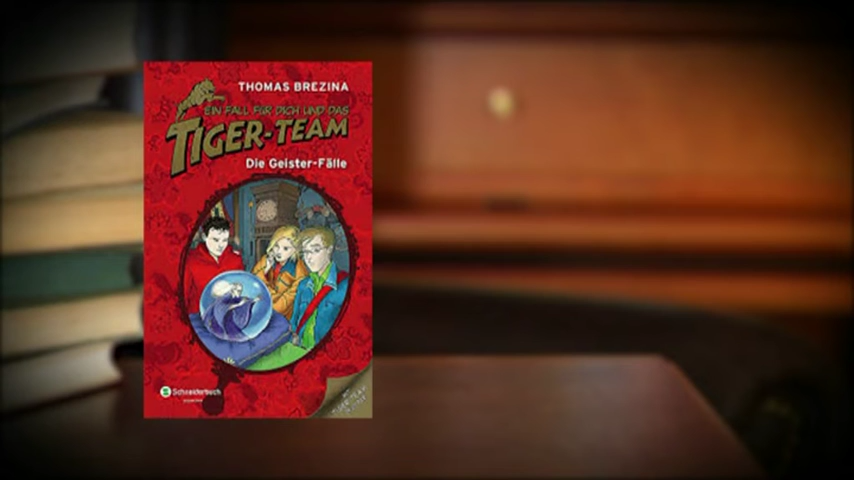 THOMAS BREZINA
EIN FALL FÜR DICH UND DAS
TIGER-TEAM
Die Geister-Fälle
Schneiderbuch